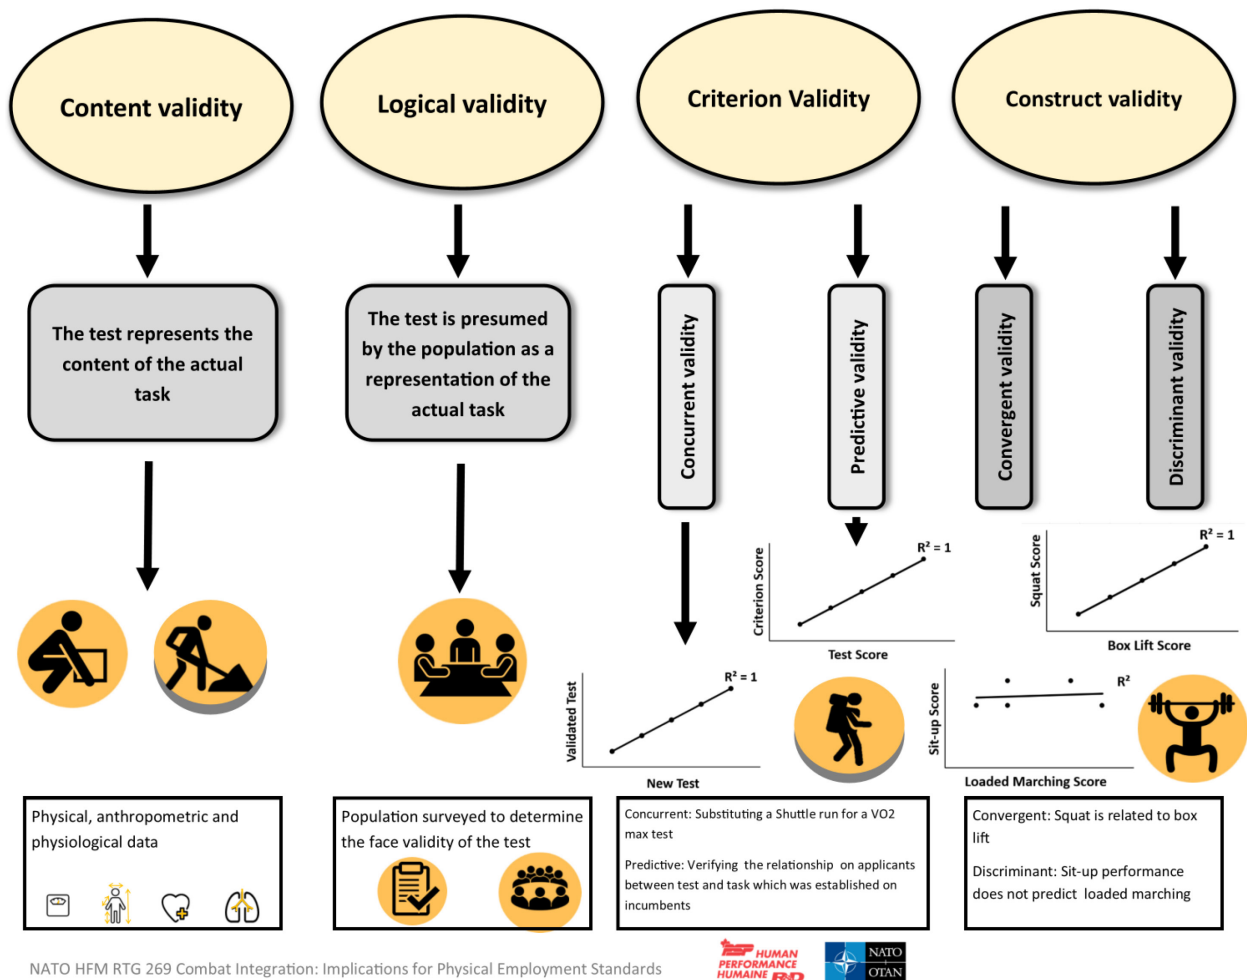 Content validity
Logical validity
Criterion Validity
Construct validity
The test represents the
content of the actual
task
The test is presumed
by the population as a
representation of the
actual task
Concurrent validity
Predictive validity
Convergent validity
Discriminant validity
Criterion Score
R² = 1
Test Score
Squat Score
R² = 1
Box Lift Score
Validated Test
R² = 1
New Test
Sit-up Score
R²
Loaded Marching Score
Physical, anthropometric and
physiological data
Population surveyed to determine
the face validity of the test
Concurrent: Substituting a Shuttle run for a VO2
max test
Predictive: Verifying the relationship on applicants
between test and task which was established on
incumbents
Convergent: Squat is related to box
lift
Discriminant: Sit-up performance
does not predict loaded marching
NATO HFM RTG 269 Combat Integration: Implications for Physical Employment Standards
HUMAN
PERFORMANCE
HUMAINE R&D
NATO
OTAN